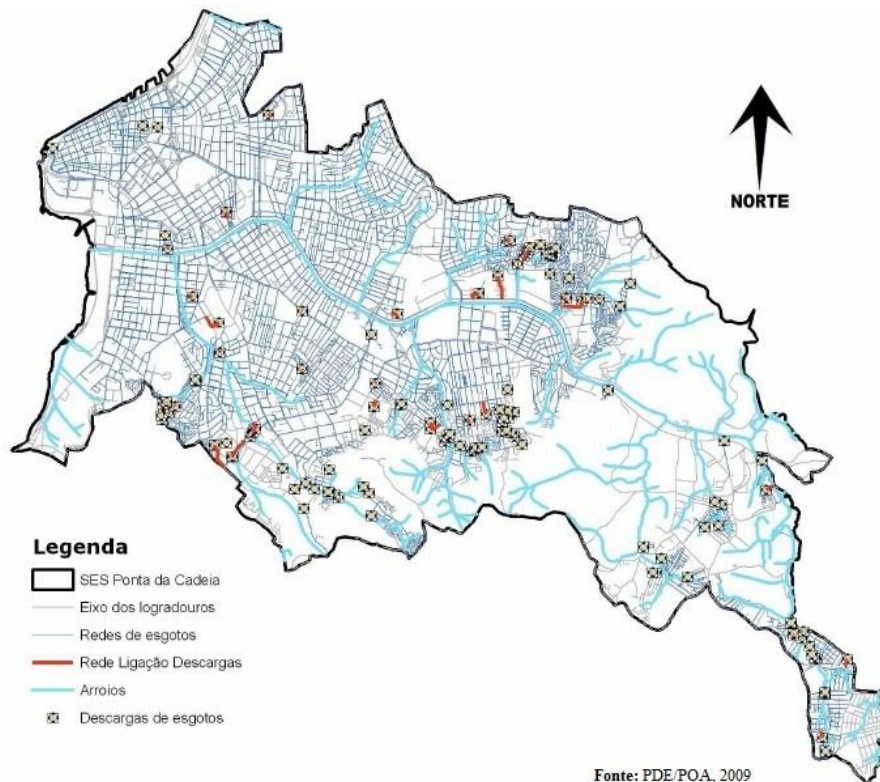 NORTE
Legenda
SES Ponta da Cadeia
Eixo dos logradouros
Redes de esgotos
Rede Ligação Descargas
Arroios
Descargas de esgotos
Fonte: PDE/POA, 2009